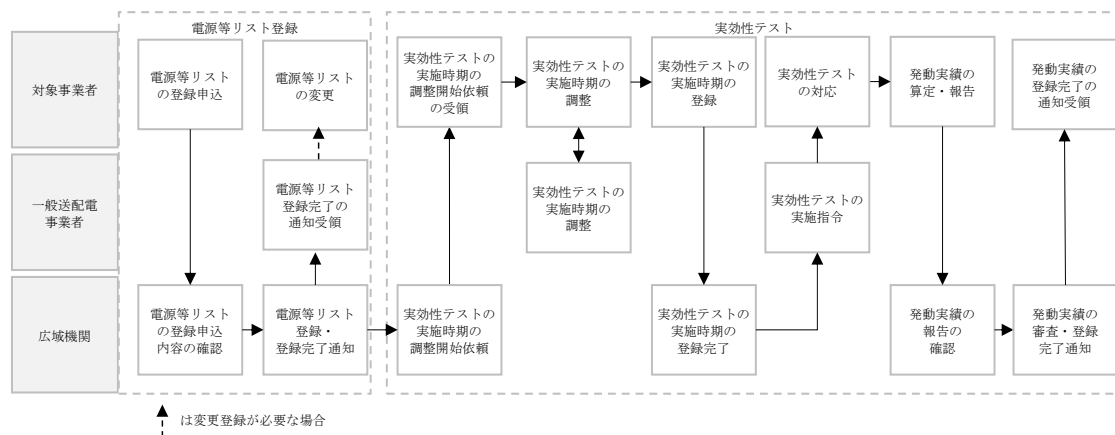 電源等リスト登録
実効性テスト
対象事業者
電源等リスト
の登録申込
電源等リスト
の変更
実効性テストの
実施時期の
調整開始依頼
の受領
実効性テストの
実施時期の
調整
実効性テストの
実施時期の
登録
実効性テスト
の対応
発動実績の
算定・報告
発動実績の
登録完了の
通知受領
一般送配電
事業者
電源等リスト
登録完了の
通知受領
実効性テストの
実施時期の
調整
実効性テストの
実施指令
広域機関
電源等リスト
の登録申込
内容の確認
電源等リスト
登録・
登録完了通知
実効性テストの
実施時期の
調整開始依頼
実効性テストの
実施時期の
登録完了
発動実績の
報告の
確認
発動実績の
審査・登録
完了通知
は変更登録が必要な場合